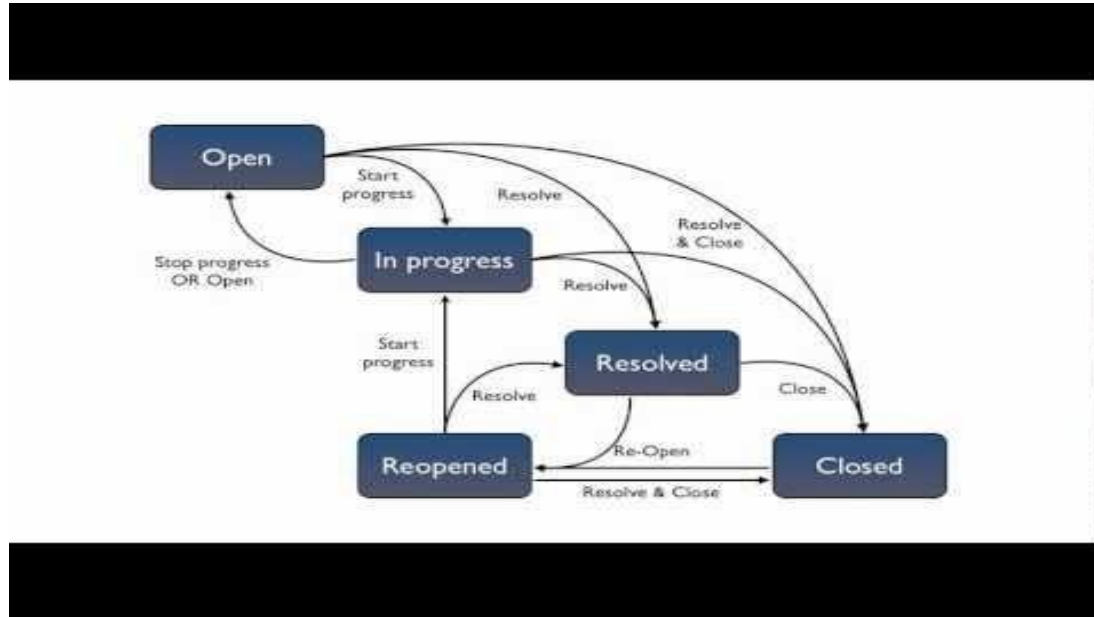 Open
Start
progress
Resolve
Resolve
& Close
In progress
Stop progress
OR Open
Resolve
Start
progress
Resolved
Resolve
Close
Re-Open
Reopened
Closed
Resolve & Close